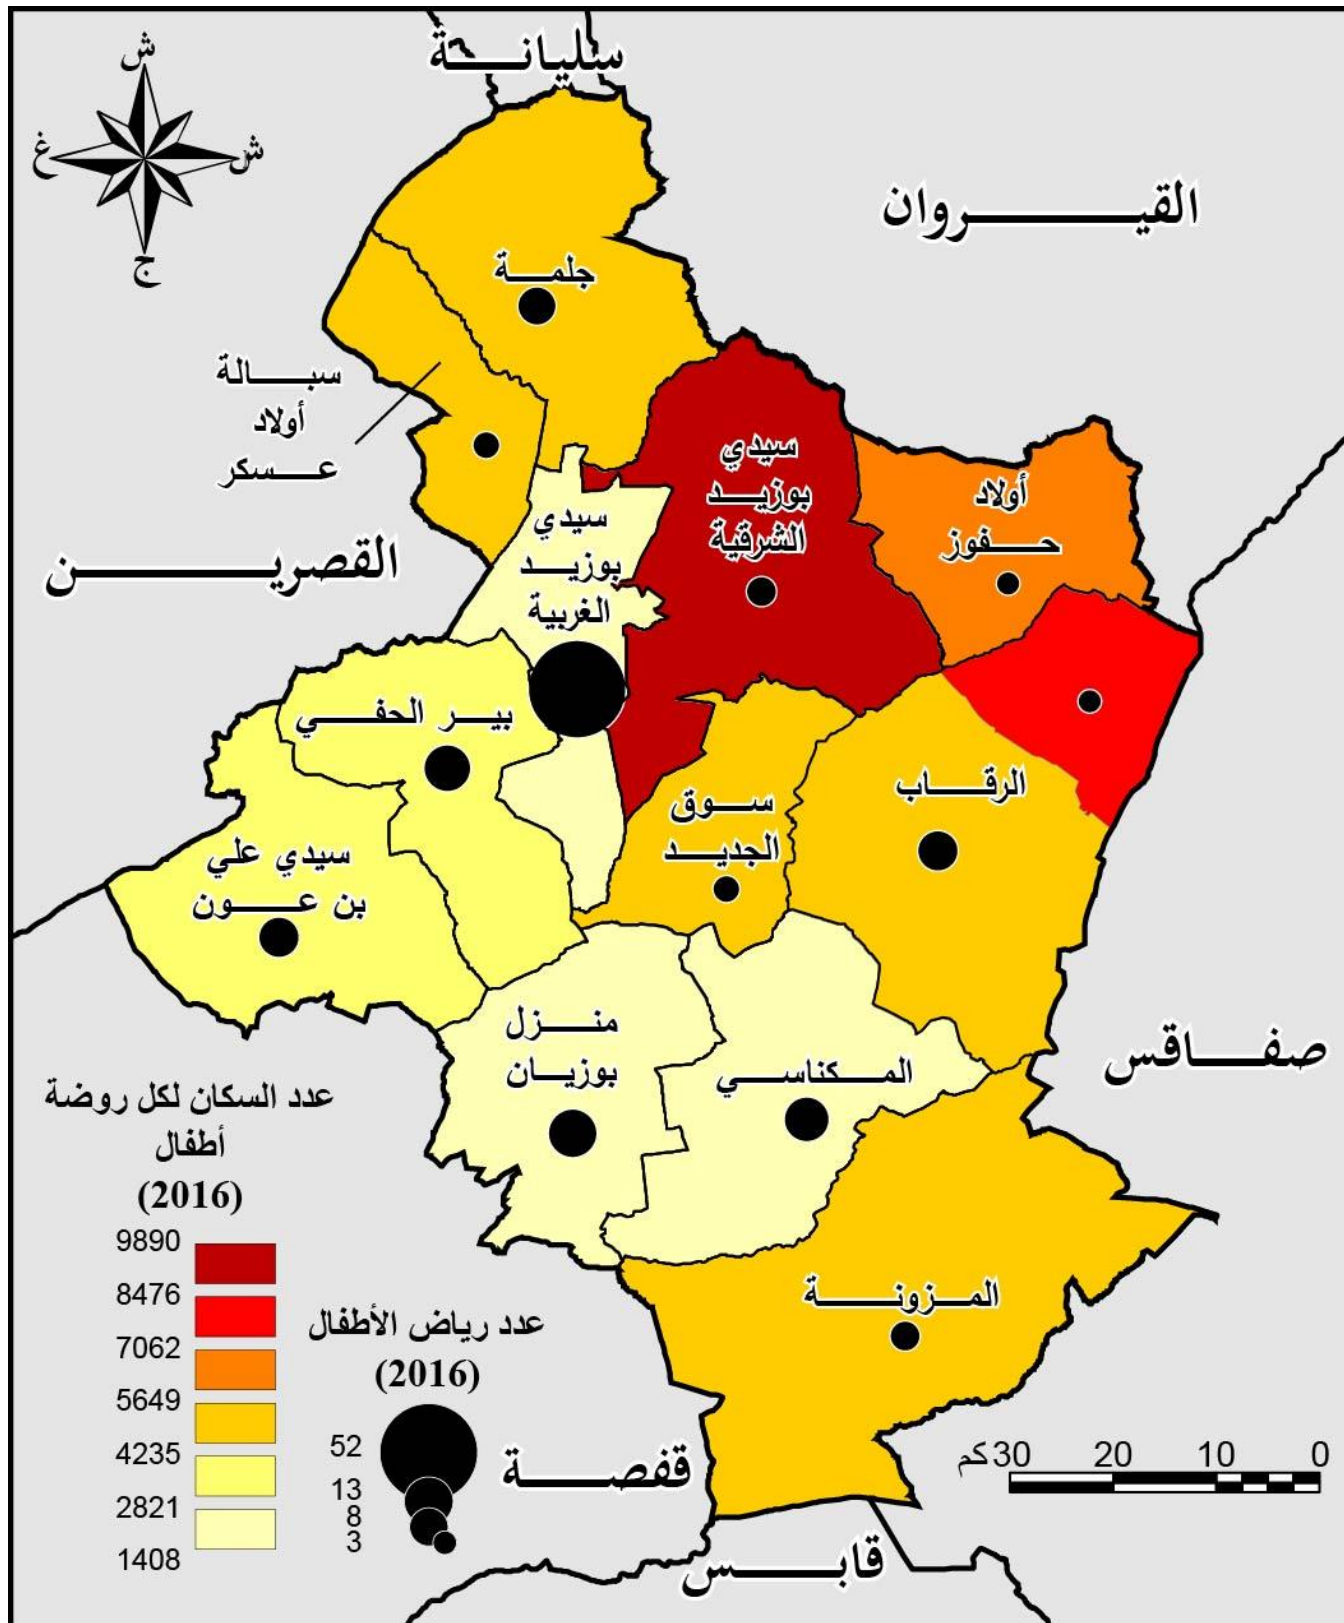 سليانة
ش
غ
ش
ج
القيروان
جلمة
سبالة
أولاد
عسكر
سيدي
بوزيد
الشرقية
أولاد
حفوز
سيدي
بوزيد
الغربية
القصرين
بير الحفي
الرقاب
سوق
الجديد
سيدي علي
بن عون
منزل
بوزيان
المكناسي
صفاقس
المزونة
عدد السكان لكل روضة
أطفال
(2016)
9890
8476
7062
5649
4235
2821
1408
عدد رياض الأطفال
(2016)
52
13
8
3
قفصة
قابس
30كم 20 10 0